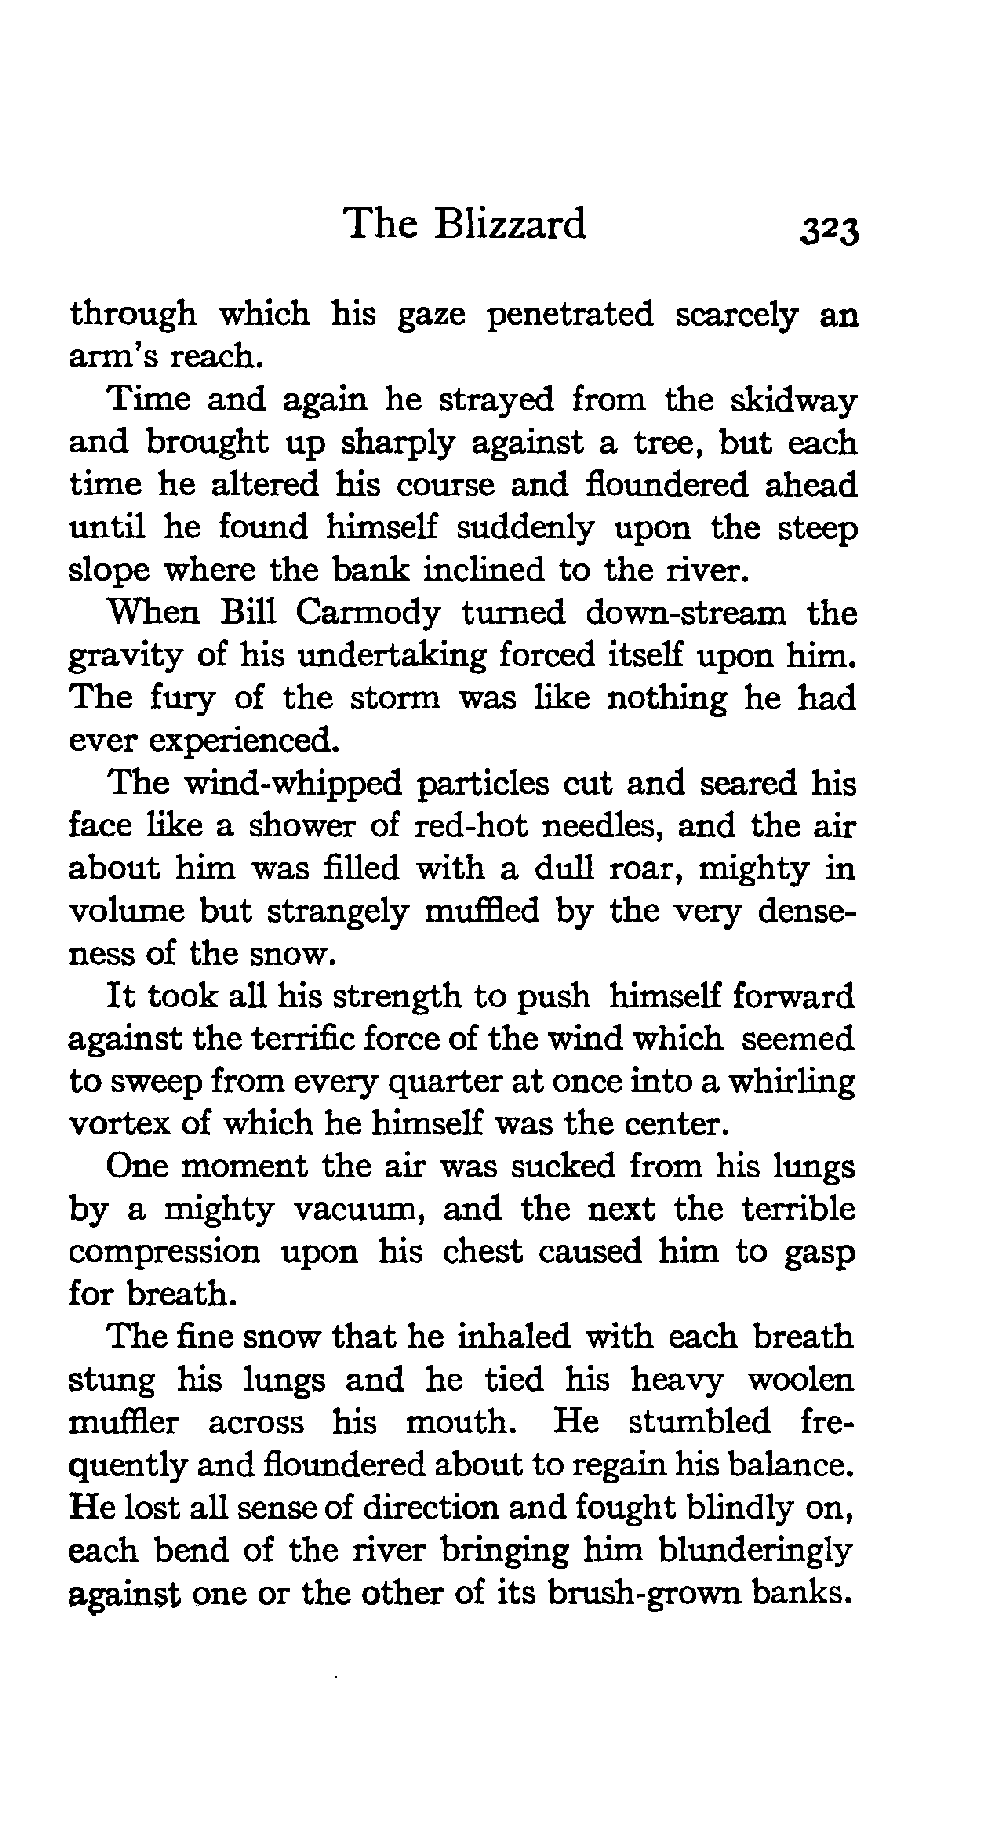 The Blizzard 323
through which his gaze penetrated scarcely an
arm's reach.
Time and again he strayed from the skidway
and brought up sharply against a tree, but each
time he altered his course and floundered ahead
until he found himself suddenly upon the steep
slope where the bank inclined to the river.
When Bill Carmody turned down-stream the
gravity of his undertaking forced itself upon him.
The fury of the storm was like nothing he had
ever experienced.
The wind-whipped particles cut and seared his
face like a shower of red-hot needles, and the air
about him was filled with a dull roar, mighty in
volume but strangely muffled by the very dense-
ness of the snow.
It took all his strength to push himself forward
against the terrific force of the wind which seemed
to sweep from every quarter at once into a whirling
vortex of which he himself was the center.
One moment the air was sucked from his lungs
by a mighty vacuum, and the next the terrible
compression upon his chest caused him to gasp
for breath.
The fine snow that he inhaled with each breath
stung his lungs and he tied his heavy woolen
muffler across his mouth. He stumbled fre-
quently and floundered about to regain his balance.
He lost all sense of direction and fought blindly on,
each bend of the river bringing him blunderingly
against one or the other of its brush-grown banks.